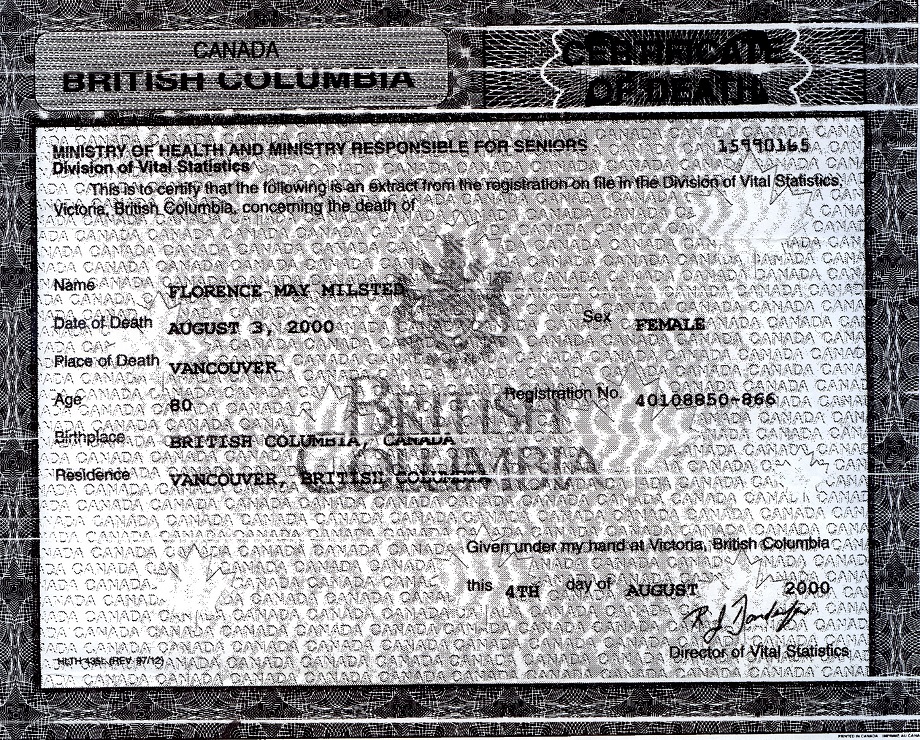 CANADA
BRITISH COLUMBIA
CERTIFICATE
OF DEATH
MINISTRY OF HEALTH AND MINISTRY RESPONSIBLE FOR SENIORS 15990165
Division of Vital Statistics
This is to certify that the following is an extract from the registration on file in the Division of Vital Statistics,
Victoria, British Columbia, concerning the death of
Name FLORENCE MAY MILSTED
Date of Death AUGUST 3, 2000 Sex FEMALE
Place of Death VANCOUVER
Age 80 Registration No. 40108850-866
Birthplace BRITISH COLUMBIA, CANADA
Residence VANCOUVER, BRITISH COLUMBIA
BRITISH
COLUMBIA
Given under my hand at Victoria, British Columbia
this 4TH day of AUGUST 2000
Director of Vital Statistics
HLTH 435L (REV. 97/12)